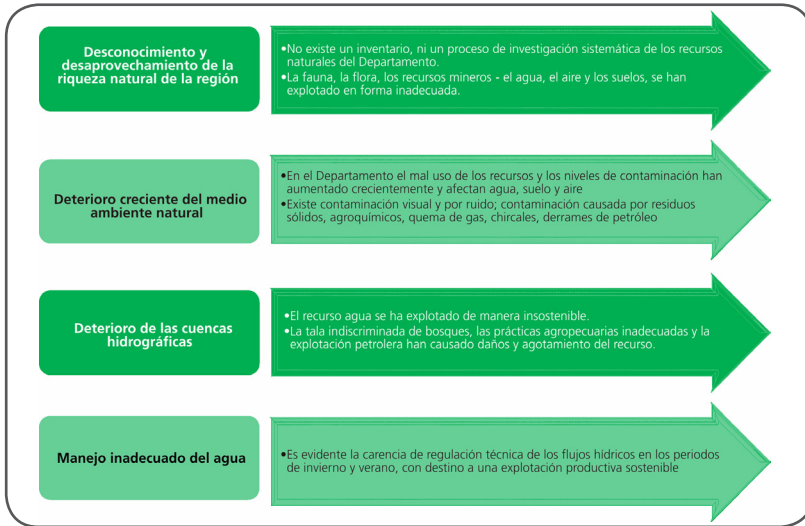 Desconocimiento y
desaprovechamiento de la
riqueza natural de la región
•No existe un inventario, ni un proceso de investigación sistemática de los recursos
naturales del Departamento.
•La fauna, la flora, los recursos mineros - el agua, el aire y los suelos, se han
explotado en forma inadecuada.
Deterioro creciente del medio
ambiente natural
•En el Departamento el mal uso de los recursos y los niveles de contaminación han
aumentado crecientemente y afectan agua, suelo y aire
•Existe contaminación visual y por ruido; contaminación causada por residuos
sólidos, agroquímicos, quema de gas, chircales, derrames de petróleo
Deterioro de las cuencas
hidrográficas
•El recurso agua se ha explotado de manera insostenible.
•La tala indiscriminada de bosques, las prácticas agropecuarias inadecuadas y la
explotación petrolera han causado daños y agotamiento del recurso.
Manejo inadecuado del agua
•Es evidente la carencia de regulación técnica de los flujos hídricos en los periodos
de invierno y verano, con destino a una explotación productiva sostenible